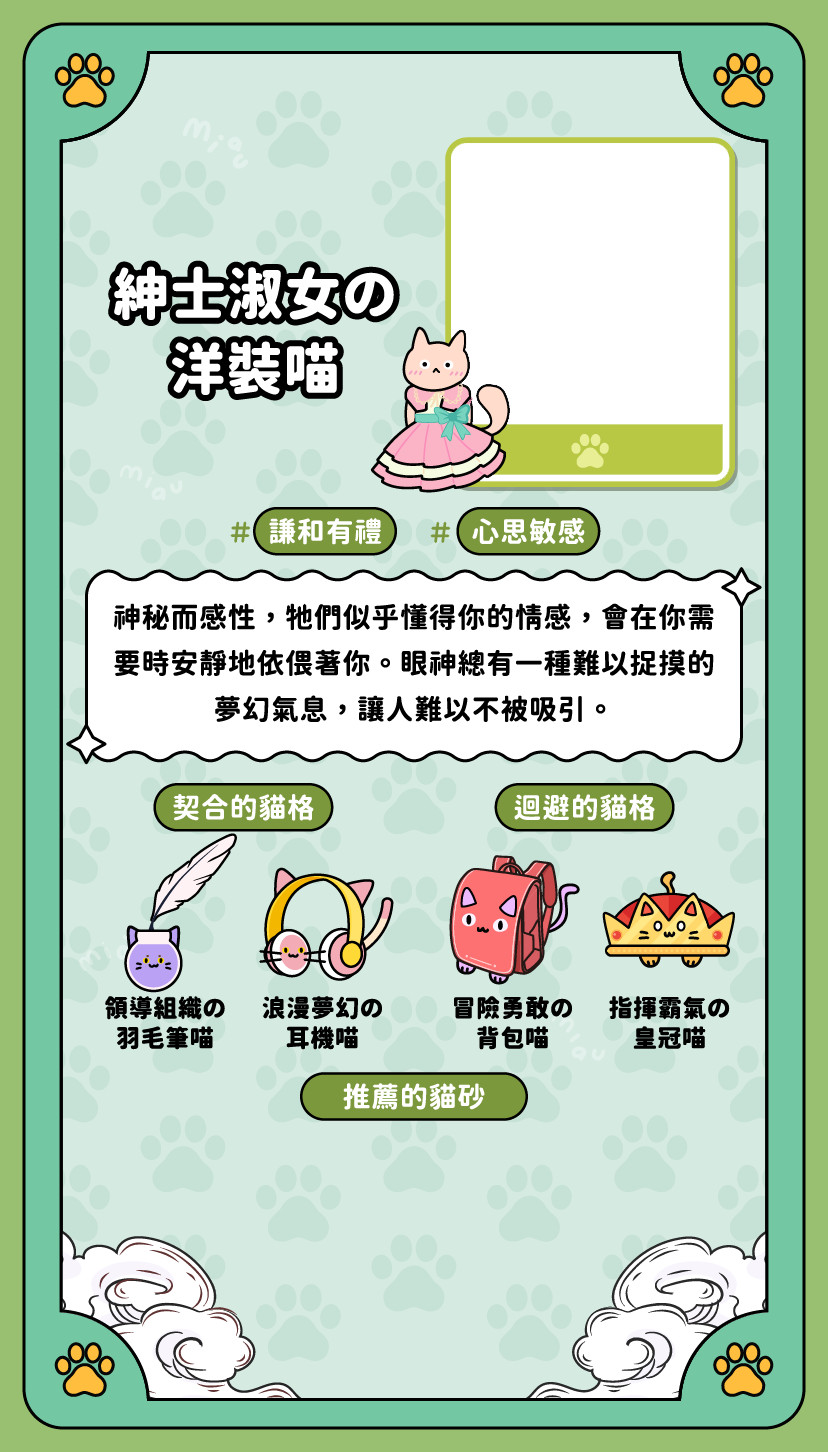 miau
紳士淑女の
洋裝喵
miau
#謙和有禮 #心思敏感
神秘而感性，牠們似乎懂得你的情感，會在你需
要時安靜地依偎著你。眼神總有一種難以捉摸的
夢幻氣息，讓人難以不被吸引。
契合的貓格 迴避的貓格
領導組織の
羽毛筆喵
浪漫夢幻の
耳機喵
冒險勇敢の
背包喵
指揮霸氣の
皇冠喵
推薦的貓砂